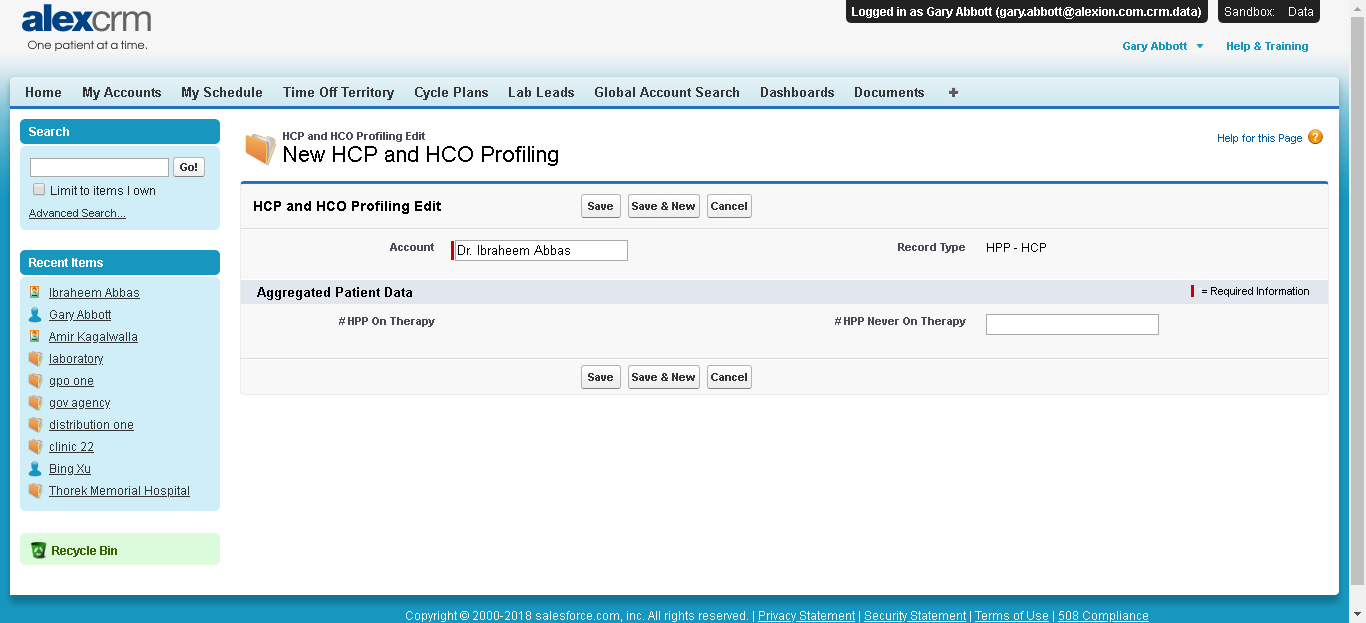 alexcrm
One patient at a time.
Logged in as Gary Abbott (gary.abbott@alexion.com.crm.data)
Sandbox: Data
Gary Abbott
Help & Training
Home My Accounts My Schedule Time Off Territory Cycle Plans Lab Leads Global Account Search Dashboards Documents +
Search
Go!
Limit to items I own
Advanced Search...
Recent Items
Ibraheem Abbas
Gary Abbott
Amir Kagalwalla
laboratory
gpo one
gov agency
distribution one
clinic 22
Bing Xu
Thorek Memorial Hospital
Recycle Bin
HCP and HCO Profiling Edit
New HCP and HCO Profiling
Help for this Page ?
HCP and HCO Profiling Edit Save Save & New Cancel
Account Dr. Ibraheem Abbas Record Type HPP - HCP
Aggregated Patient Data = Required Information
# HPP On Therapy # HPP Never On Therapy
Save Save & New Cancel
Copyright © 2000-2018 salesforce.com, inc. All rights reserved. | Privacy Statement | Security Statement | Terms of Use | 508 Compliance